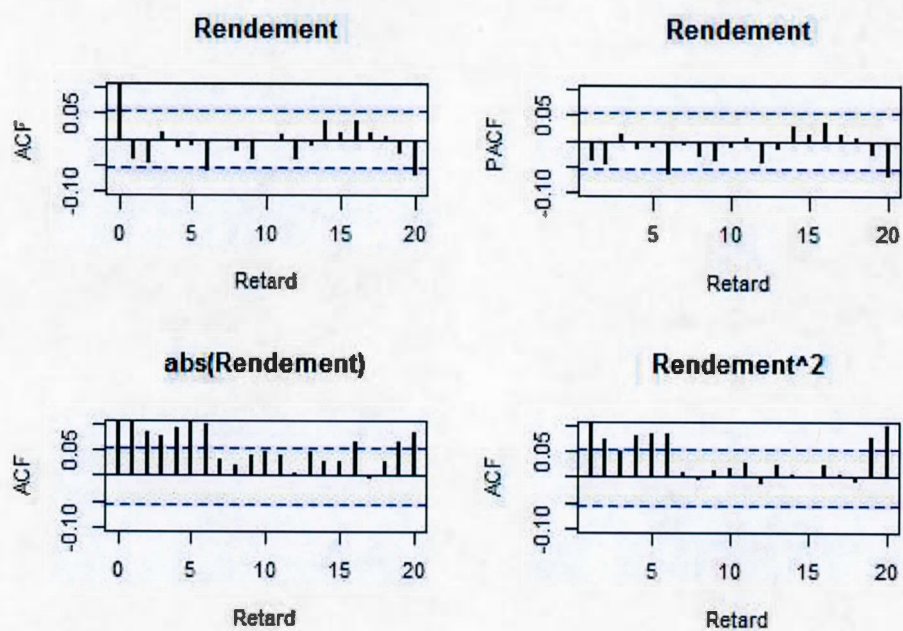 Rendement
ACF
0.05
-0.10
0 5 10 15 20
Retard
Rendement
PACF
0.05
-0.10
5 10 15 20
Retard
abs(Rendement)
ACF
0.05
-0.10
0 5 10 15 20
Retard
Rendement^2
ACF
0.05
-0.10
5 10 15 20
Retard